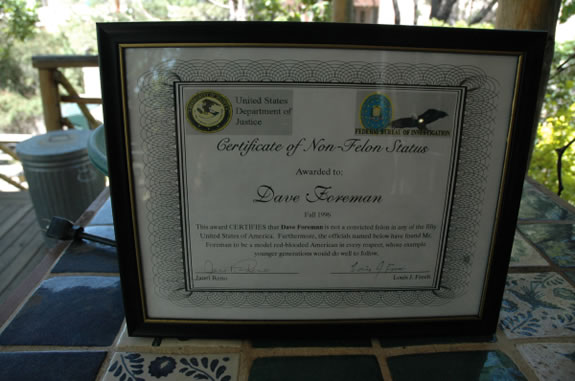 United States
Department of
Justice
FEDERAL BUREAU OF INVESTIGATION
Certificate of Non-Felon Status
Awarded to:
Dave Foreman
Fall 1996
This award CERTIFIES that Dave Foreman is not a convicted felon in any of the fifty
United States of America. Furthermore, the officials named below have found Mr.
Foreman to be a model red-blooded American in every respect, whose example
younger generations would do well to follow.
Janet Reno
Louis J. Freeh